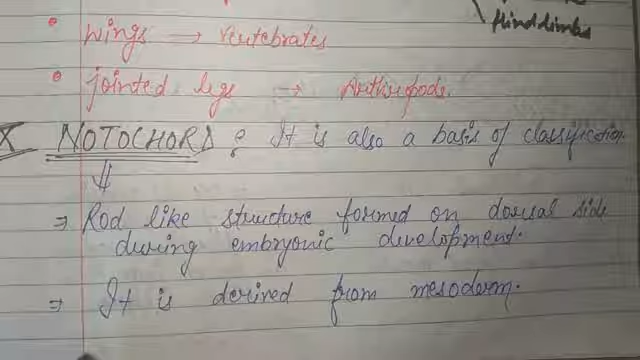 Hindlimbs
• Wings → Vertebrates
• Jointed legs → Arthropods.
X NOTOCHORD : It is also a basis of classification
⇓
⇒ Rod like structure formed on dorsal side
during embryonic development.
⇒ It is derived from mesoderm.